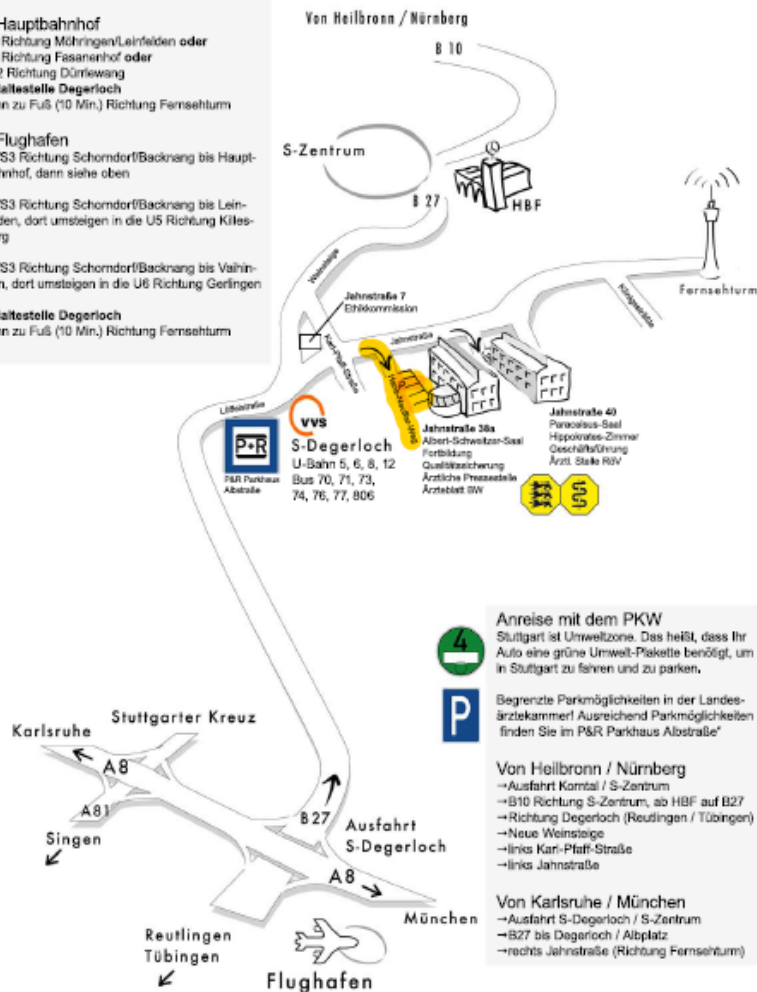 Hauptbahnhof
Richtung Möhringen/Leinfelden oder
Richtung Fasanenhof oder
2 Richtung Dürrlewang
altestelle Degerloch
n zu Fuß (10 Min.) Richtung Fernsehturm
Flughafen
/S3 Richtung Schorndorf/Backnang bis Haupt-
hnhof, dann siehe oben
/S3 Richtung Schorndorf/Backnang bis Lein-
den, dort umsteigen in die U5 Richtung Killes-
rg
/S3 Richtung Schorndorf/Backnang bis Vaihin-
n, dort umsteigen in die U6 Richtung Gerlingen
altestelle Degerloch
n zu Fuß (10 Min.) Richtung Fernsehturm
Von Heilbronn / Nürnberg
B 10
S-Zentrum
B 27
HBF
Fernsehturm
Weinsteige
Jahnstraße 7
Ethikkommission
Königssträßle
Jahnstraße
Karl-Pfaff-Straße
Löffelstraße
P+R
P&R Parkhaus
Albstraße
VVS
S-Degerloch
U-Bahn 5, 6, 8, 12
Bus 70, 71, 73,
74, 76, 77, 806
Jahnstraße 38a
Albert-Schweitzer-Saal
Fortbildung
Qualitätssicherung
Ärztliche Pressestelle
Ärzteblatt BW
Jahnstraße 40
Paracelsus-Saal
Hippokrates-Zimmer
Geschäftsführung
Ärztl. Stelle RöV
4
Anreise mit dem PKW
Stuttgart ist Umweltzone. Das heißt, dass Ihr
Auto eine grüne Umwelt-Plakette benötigt, um
in Stuttgart zu fahren und zu parken.
P
Begrenzte Parkmöglichkeiten in der Landes-
ärztekammer! Ausreichend Parkmöglichkeiten
finden Sie im P&R Parkhaus Albstraße"
Von Heilbronn / Nürnberg
→Ausfahrt Korntal / S-Zentrum
→B10 Richtung S-Zentrum, ab HBF auf B27
→Richtung Degerloch (Reutlingen / Tübingen)
→Neue Weinsteige
→links Karl-Pfaff-Straße
→links Jahnstraße
Von Karlsruhe / München
→Ausfahrt S-Degerloch / S-Zentrum
→B27 bis Degerloch / Albplatz
→rechts Jahnstraße (Richtung Fernsehturm)
Karlsruhe
Stuttgarter Kreuz
A8
A81
Singen
B27
Ausfahrt
S-Degerloch
A8
München
Reutlingen
Tübingen
Flughafen